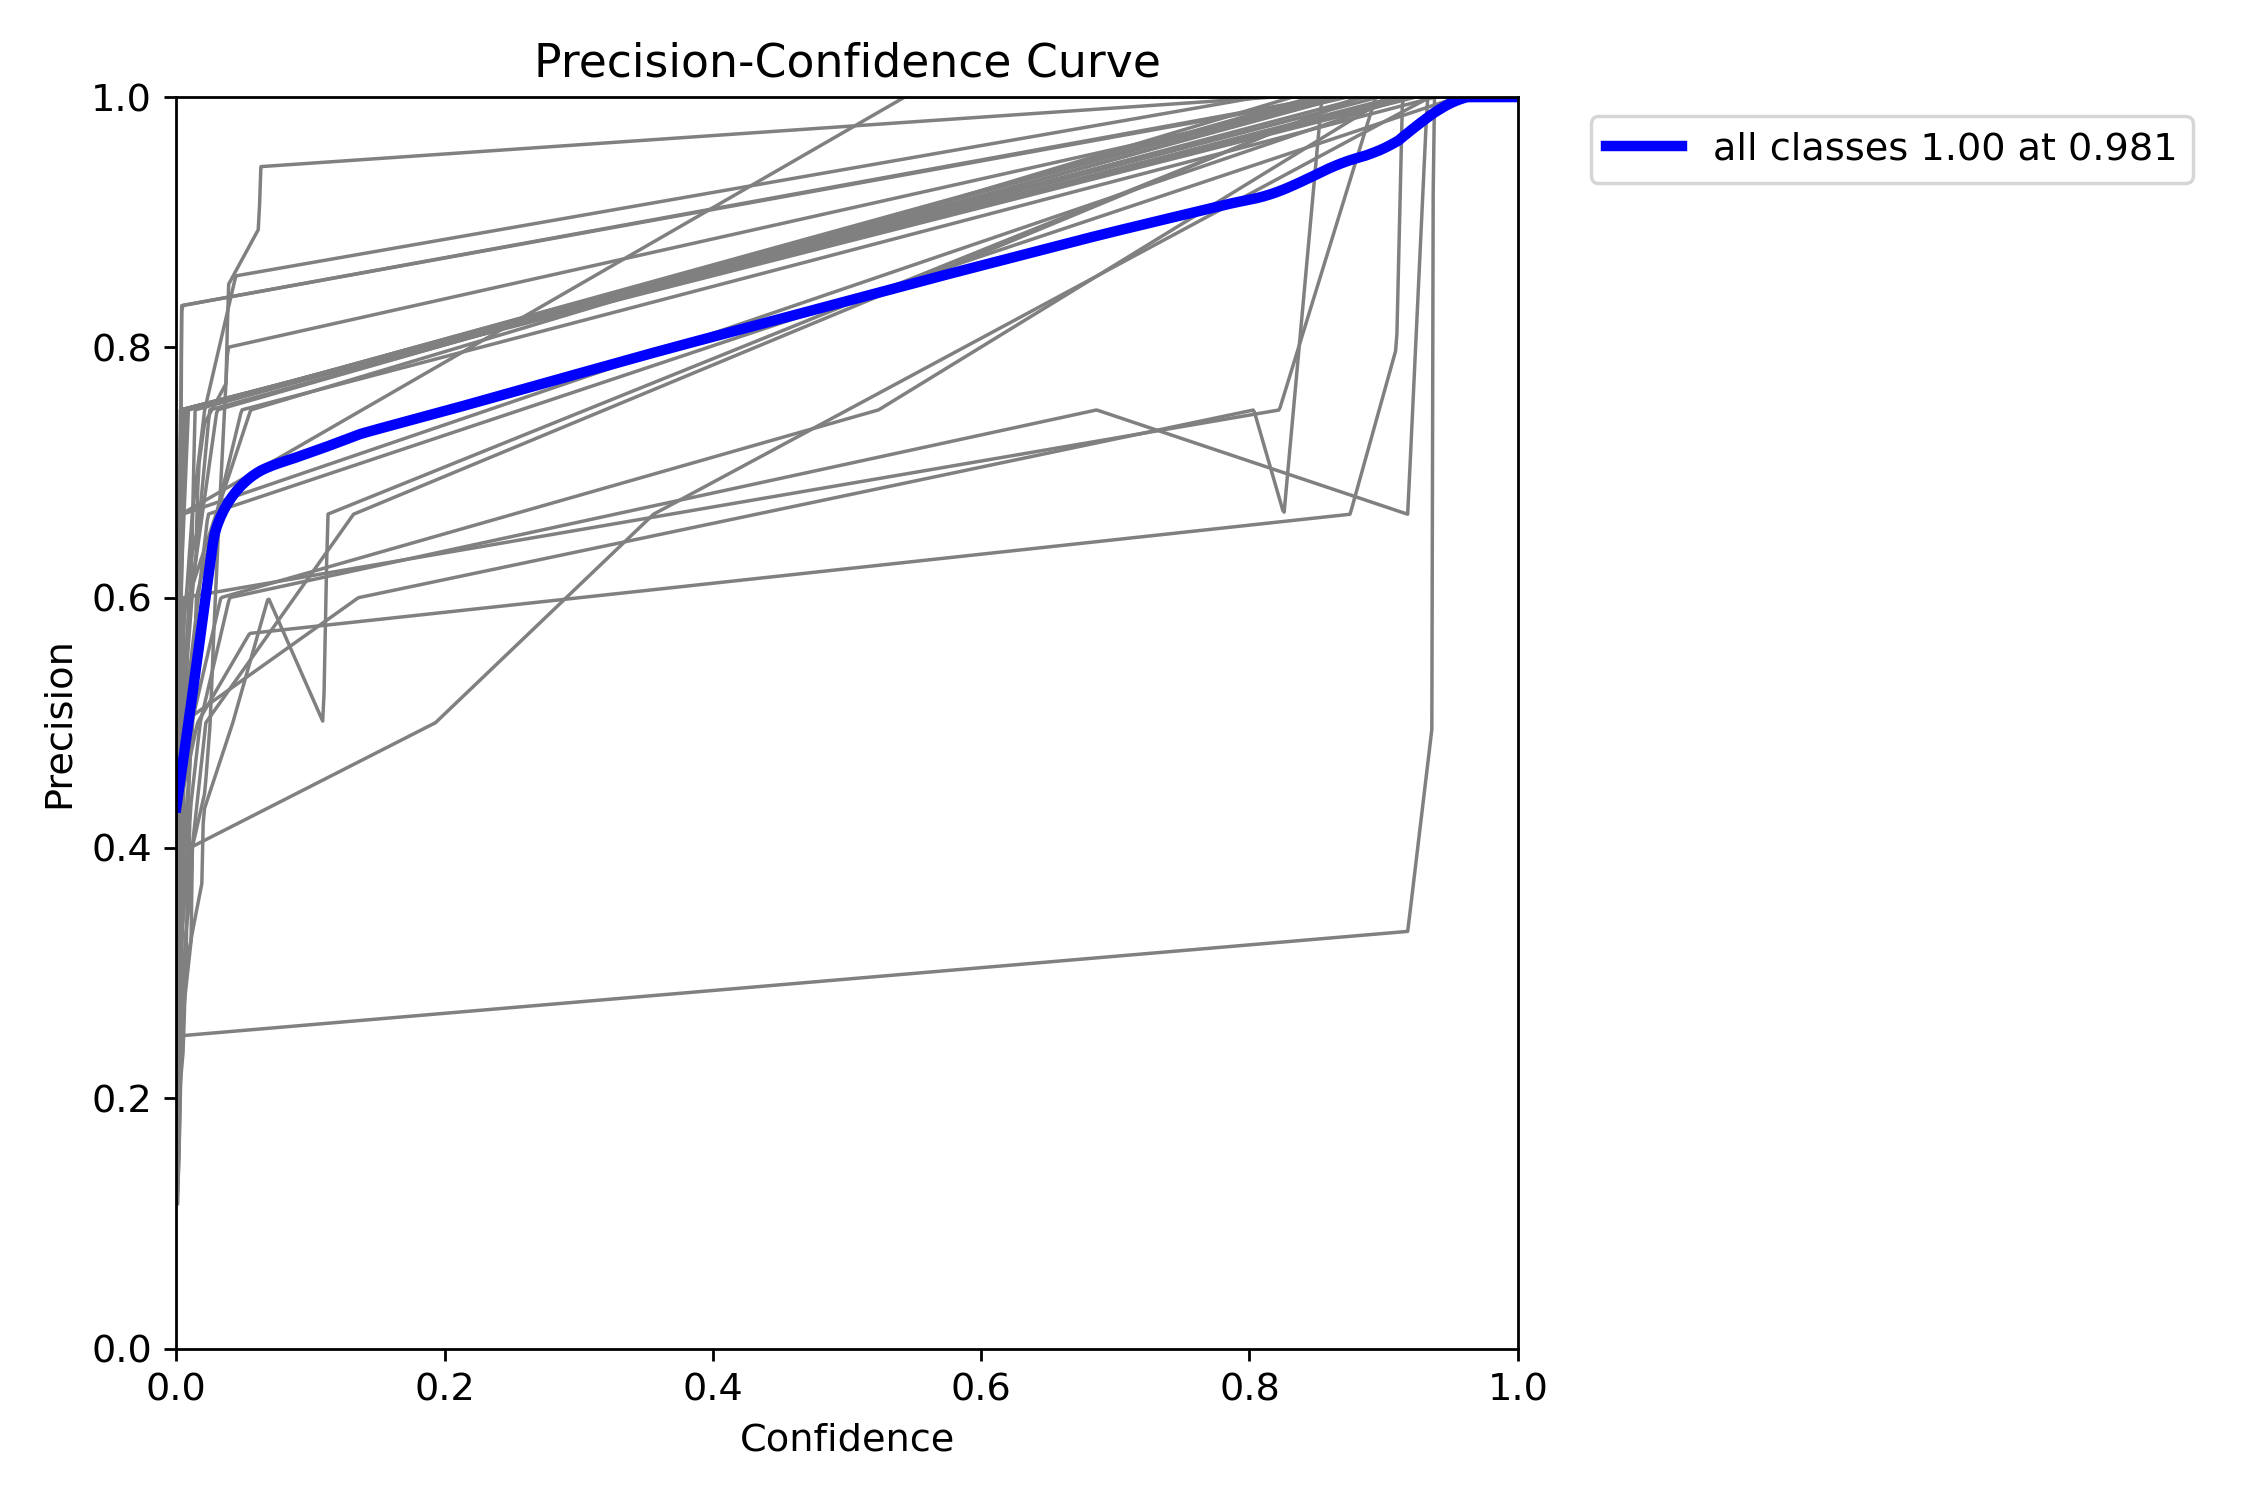 Precision-Confidence Curve
all classes 1.00 at 0.981
Precision
1.0
0.8
0.6
0.4
0.2
0.0
0.0 0.2 0.4 0.6 0.8 1.0
Confidence